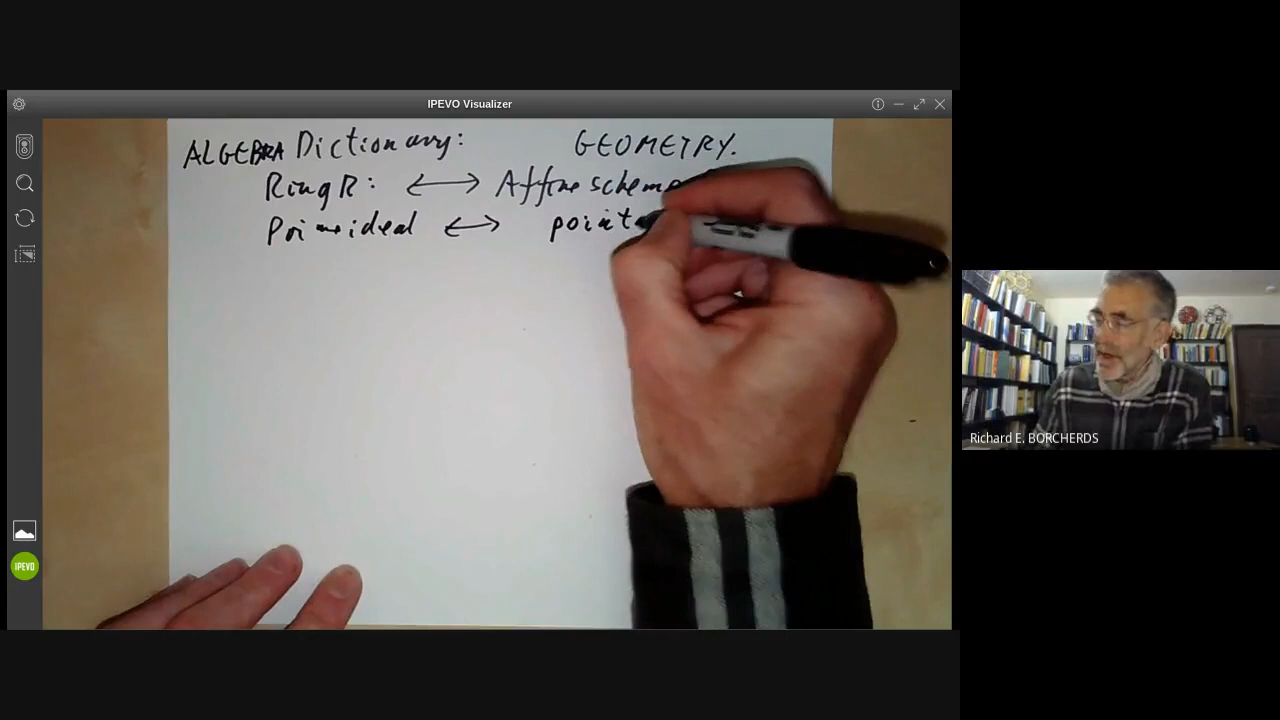 IPEVO Visualizer
ALGEBRA Dictionary: GEOMETRY.
Ring R: ⟷ Affine scheme
Prime ideal ⟷ point
IPEVO
Richard E. BORCHERDS